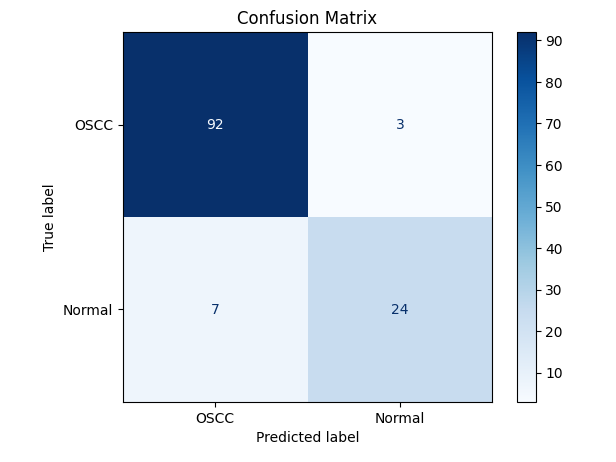 Confusion Matrix
True label
OSCC
92
3
Normal
7
24
OSCC
Normal
Predicted label
90
80
70
60
50
40
30
20
10